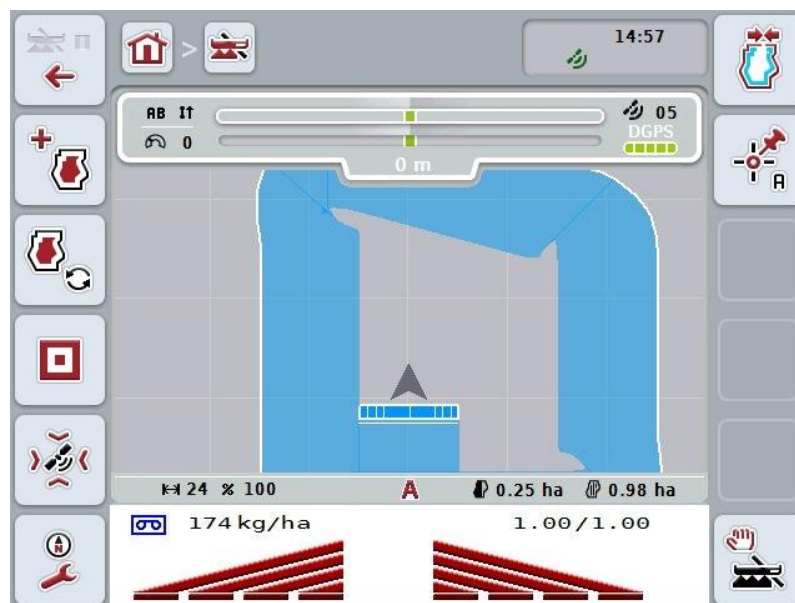 14:57
AB I↑ 05
0 DGPS
0 m
A
24 % 100 A 0.25 ha 0.98 ha
174 kg/ha 1.00/1.00